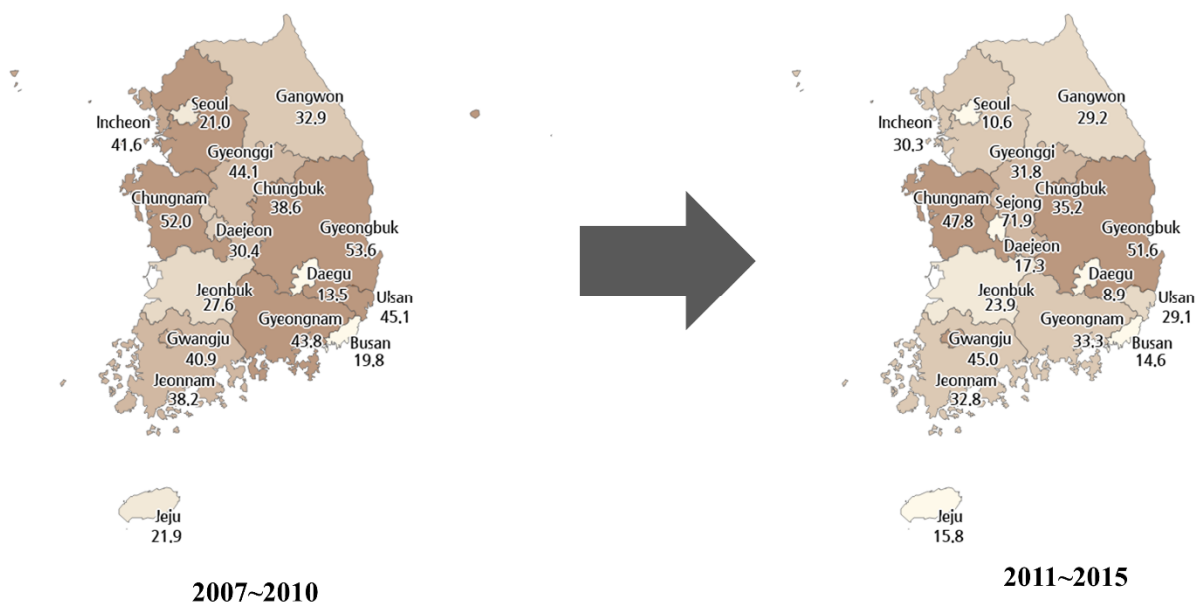 Gangwon
32.9
Seoul
21.0
Incheon
41.6
Gyeonggi
44.1
Chungbuk
38.6
Chungnam
52.0
Gyeongbuk
53.6
Daejeon
30.4
Daegu
13.5
Jeonbuk
27.6
Ulsan
45.1
Gyeongnam
43.8
Busan
19.8
Gwangju
40.9
Jeonnam
38.2
Jeju
21.9
2007~2010
Gangwon
29.2
Seoul
10.6
Incheon
30.3
Gyeonggi
31.8
Chungbuk
35.2
Chungnam
47.8
Sejong
71.9
Gyeongbuk
51.6
Daejeon
17.3
Daegu
8.9
Jeonbuk
23.9
Ulsan
29.1
Gyeongnam
33.3
Busan
14.6
Gwangju
45.0
Jeonnam
32.8
Jeju
15.8
2011~2015